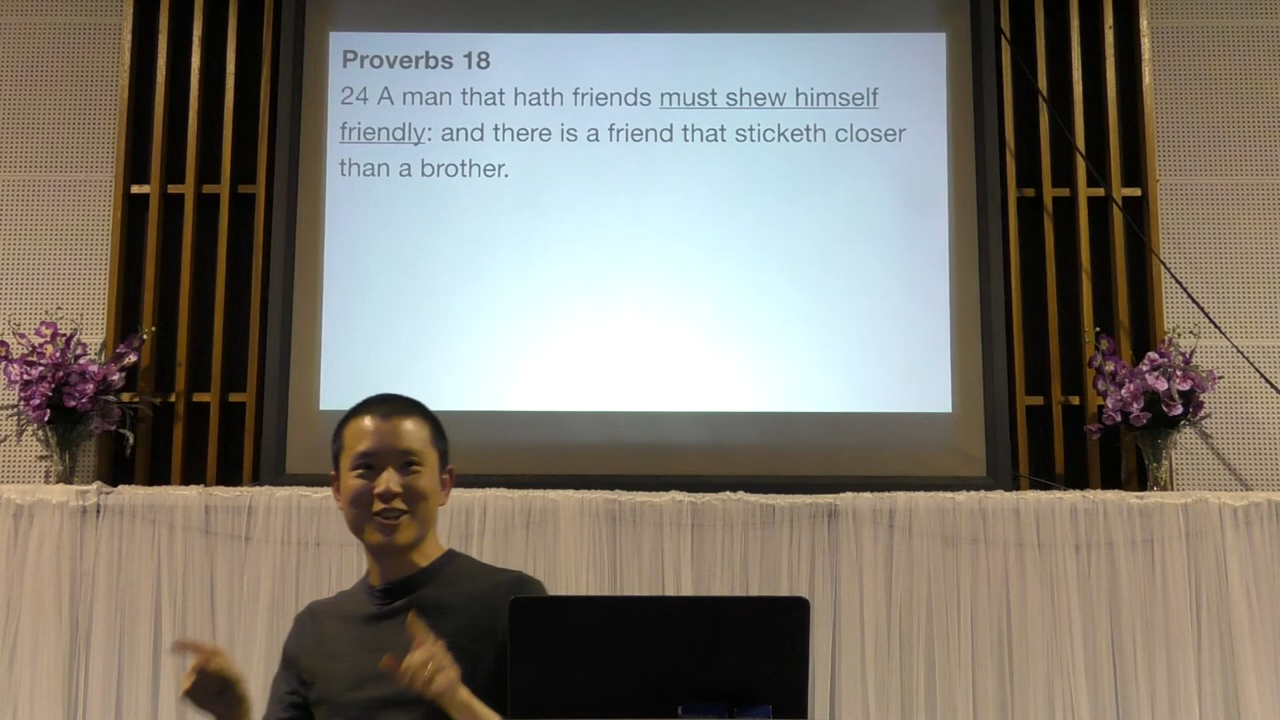 Proverbs 18
24 A man that hath friends must shew himself
friendly: and there is a friend that sticketh closer
than a brother.